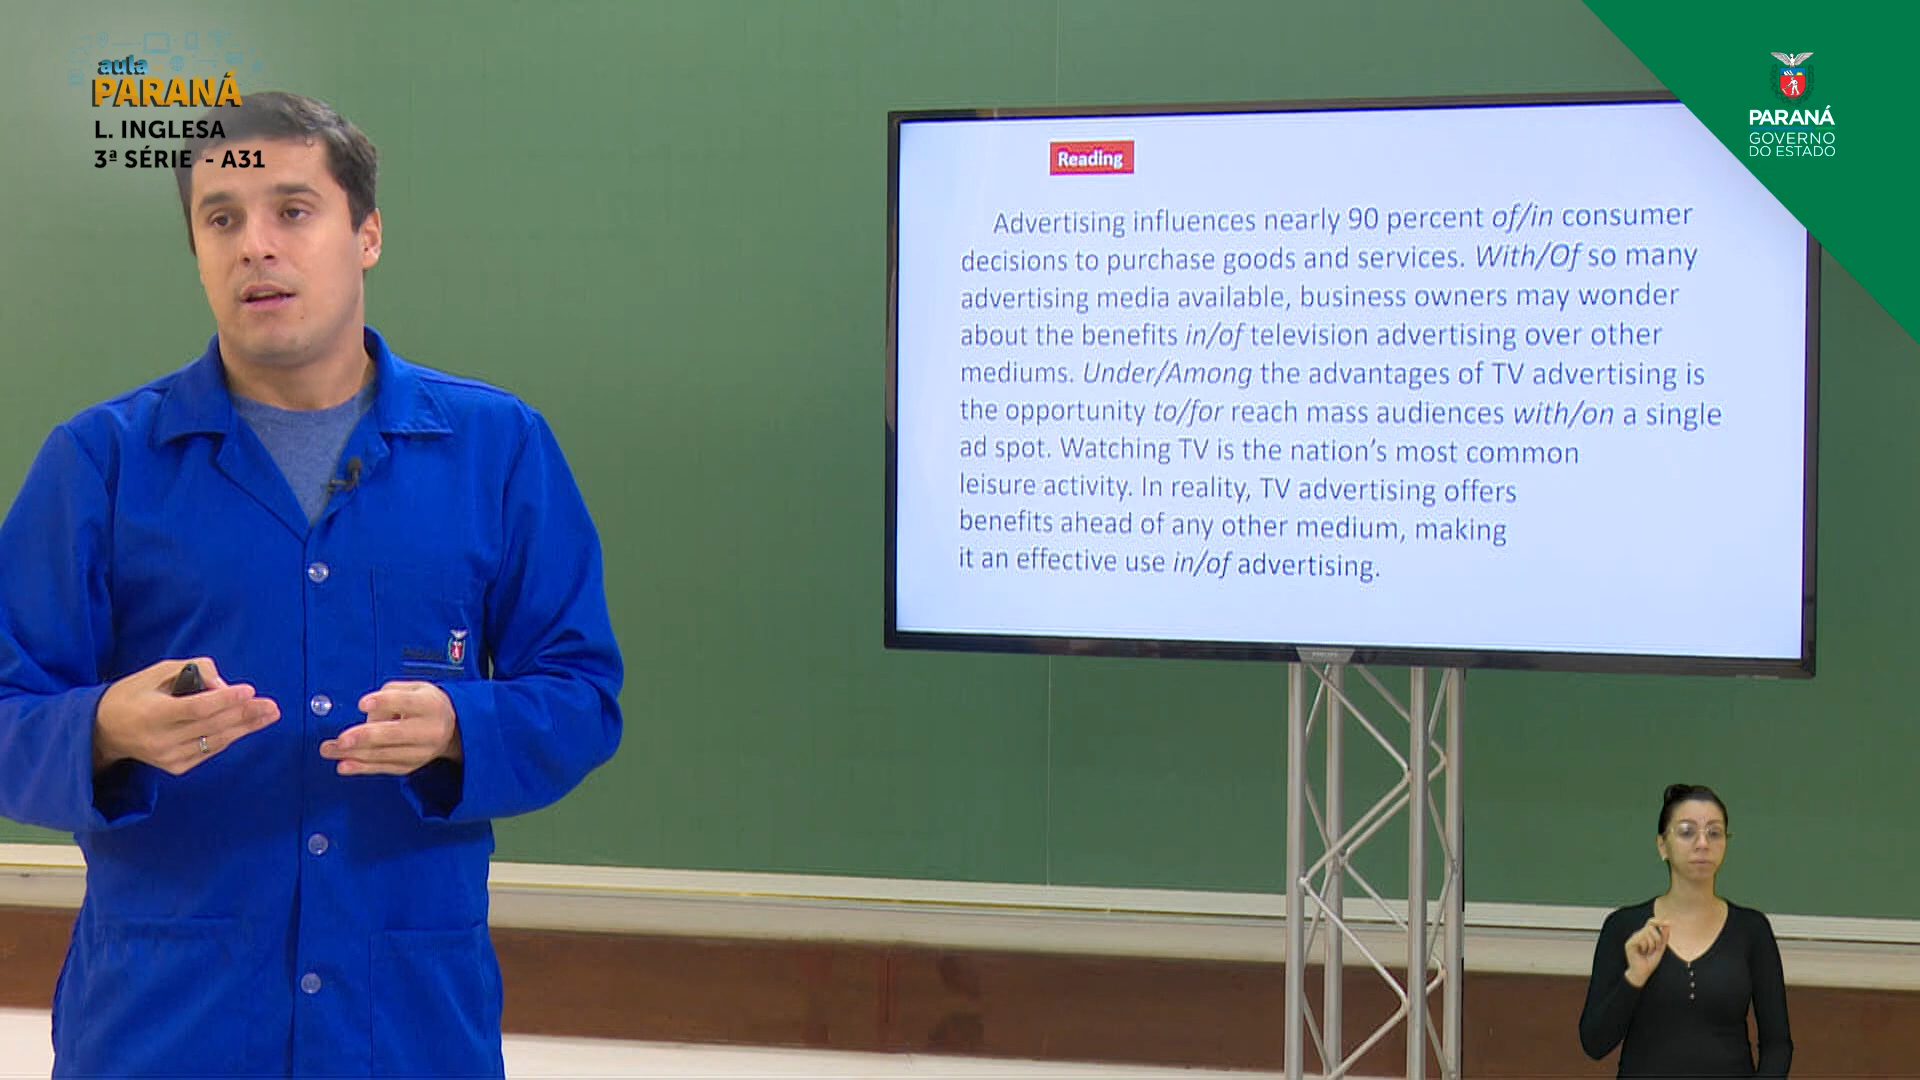 aula
PARANÁ
L. INGLESA
3ª SÉRIE - A31
PARANÁ
GOVERNO
DO ESTADO
Reading
Advertising influences nearly 90 percent of/in consumer
decisions to purchase goods and services. With/Of so many
advertising media available, business owners may wonder
about the benefits in/of television advertising over other
mediums. Under/Among the advantages of TV advertising is
the opportunity to/for reach mass audiences with/on a single
ad spot. Watching TV is the nation's most common
leisure activity. In reality, TV advertising offers
benefits ahead of any other medium, making
it an effective use in/of advertising.